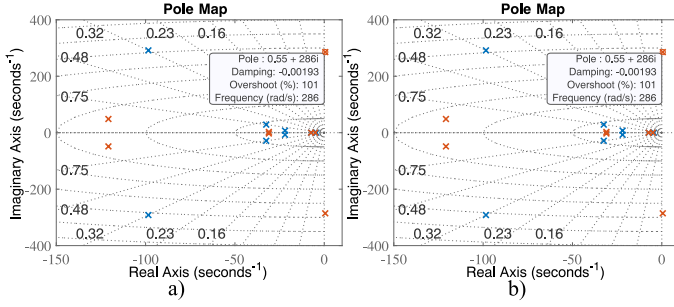 Pole Map
400
200
0
-200
-400
Imaginary Axis (seconds-1)
0.32 0.23 0.16
0.48
0.75
Pole : 0.55 + 286i
Damping: -0.00193
Overshoot (%): 101
Frequency (rad/s): 286
0.75
0.48
0.32 0.23 0.16
-150 -100 -50 0
Real Axis (seconds-1)
a)
Pole Map
400
200
0
-200
-400
Imaginary Axis (seconds-1)
0.32 0.23 0.16
0.48
0.75
Pole : 0.55 + 286i
Damping: -0.00193
Overshoot (%): 101
Frequency (rad/s): 286
0.75
0.48
0.32 0.23 0.16
-150 -100 -50 0
Real Axis (seconds-1)
b)